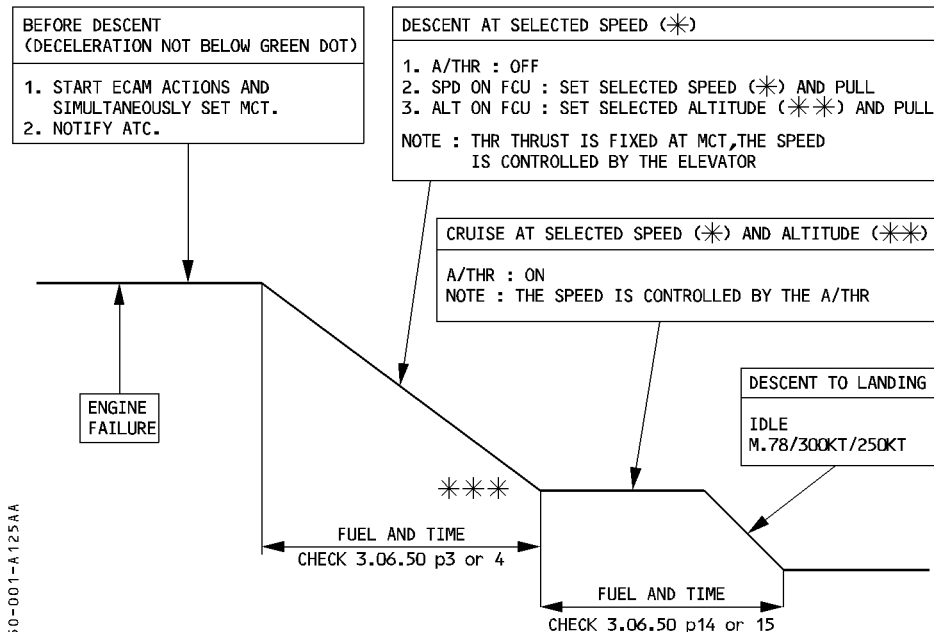 BEFORE DESCENT
(DECELERATION NOT BELOW GREEN DOT)
1. START ECAM ACTIONS AND
SIMULTANEOUSLY SET MCT.
2. NOTIFY ATC.
DESCENT AT SELECTED SPEED (✳)
1. A/THR : OFF
2. SPD ON FCU : SET SELECTED SPEED (✳) AND PULL
3. ALT ON FCU : SET SELECTED ALTITUDE (✳✳) AND PULL
NOTE : THR THRUST IS FIXED AT MCT,THE SPEED
IS CONTROLLED BY THE ELEVATOR
CRUISE AT SELECTED SPEED (✳) AND ALTITUDE (✳✳)
A/THR : ON
NOTE : THE SPEED IS CONTROLLED BY THE A/THR
ENGINE
FAILURE
DESCENT TO LANDING
IDLE
M.78/300KT/250KT
✳✳✳
FUEL AND TIME
CHECK 3.06.50 p3 or 4
FUEL AND TIME
CHECK 3.06.50 p14 or 15
50-001-A125AA